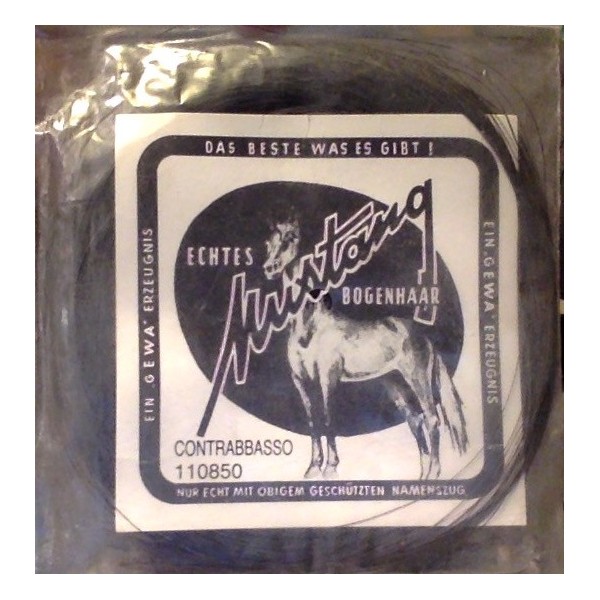 DAS BESTE WAS ES GIBT!
EIN „GEWA" ERZEUGNIS
ECHTES
Mustang
BOGENHAAR
EIN „GEWA" ERZEUGNIS
CONTRABBASSO
110850
NUR ECHT MIT OBIGEM GESCHÜTZTEN NAMENSZUG